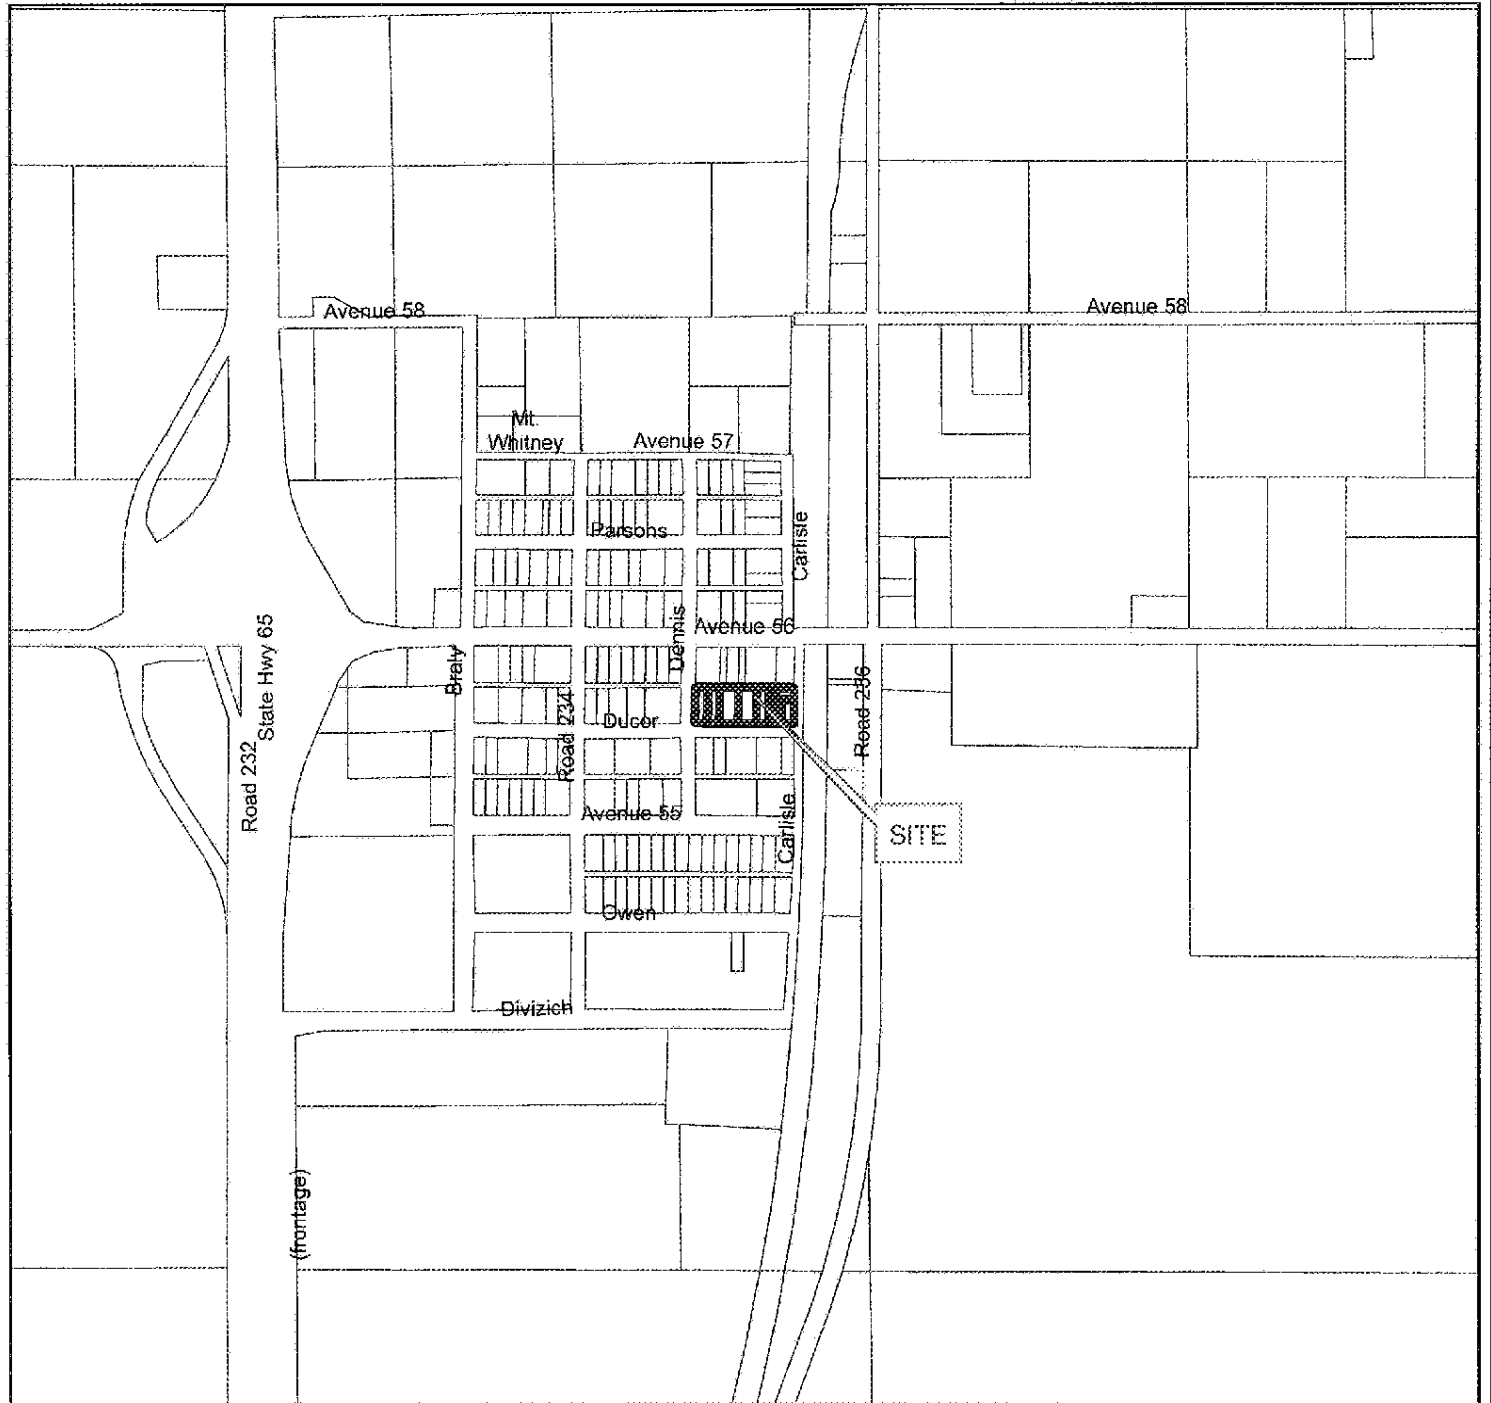 Avenue 58
Avenue 58
Mt.
Whitney
Avenue 57
Parsons
Carlisle
Dennis
Avenue 56
State Hwy 65
Braly
Road 234
Ducor
Road 236
Road 232
Avenue 55
Carlisle
SITE
Owen
Divizich
(frontage)